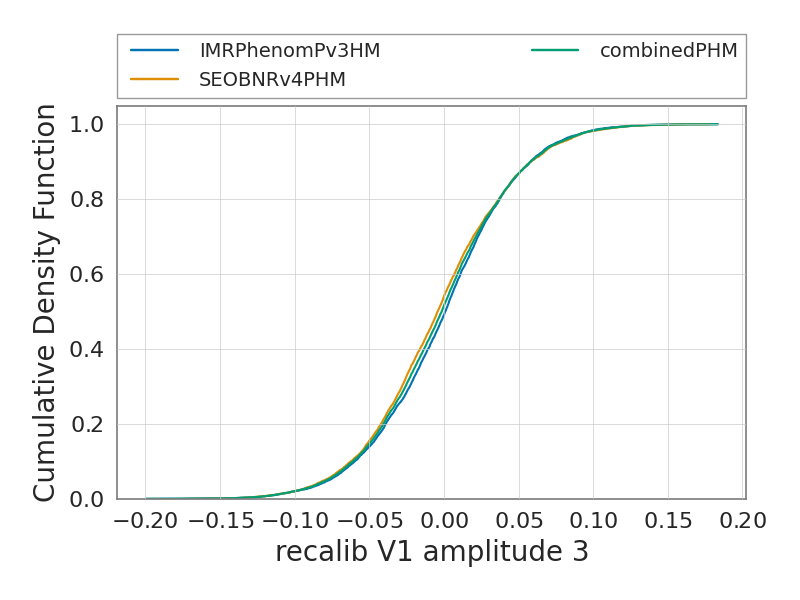 IMRPhenomPv3HM
SEOBNRv4PHM
combinedPHM
Cumulative Density Function
1.0
0.8
0.6
0.4
0.2
0.0
−0.20 −0.15 −0.10 −0.05 0.00 0.05 0.10 0.15 0.20
recalib V1 amplitude 3